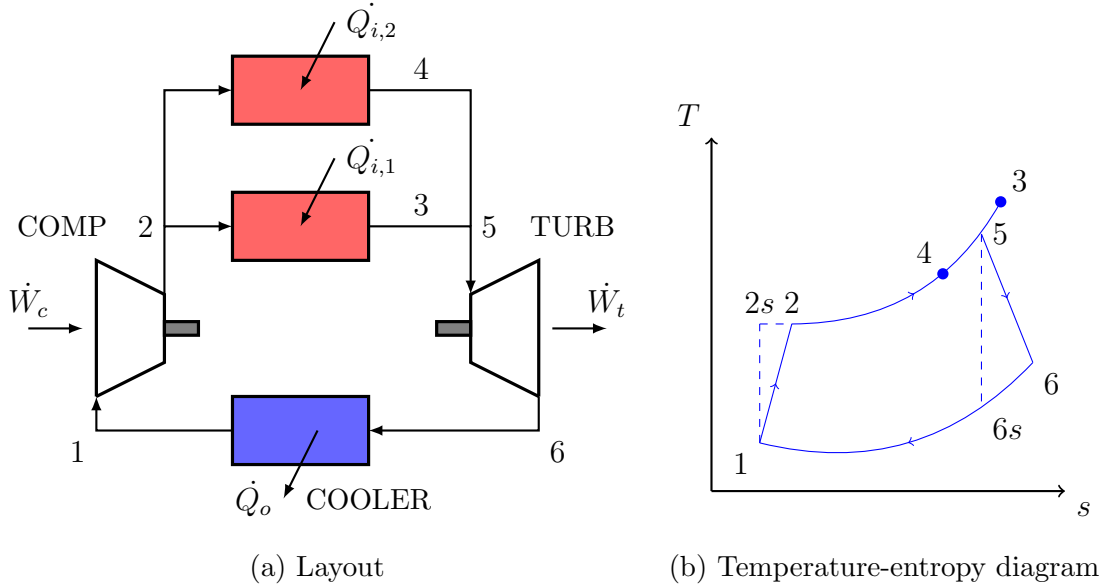 Q̇i,2
4
Q̇i,1
COMP 2 3 5 TURB
Ẇc Ẇt
1 6
Q̇o COOLER
(a) Layout
T
3
4 5
2s 2
6
6s
1
s
(b) Temperature-entropy diagram